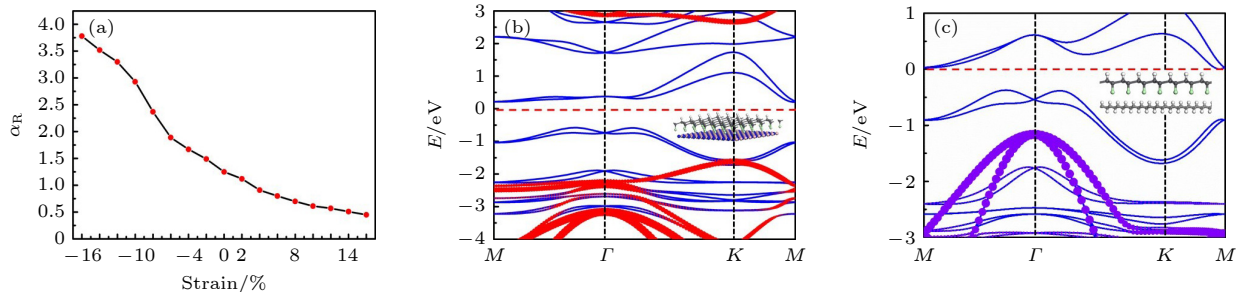 (a)
4.0
3.5
3.0
2.5
2.0
1.5
1.0
0.5
0
αR
−16 −10 −4 0 2 8 14
Strain/%
(b)
3
2
1
0
−1
−2
−3
−4
E/eV
M Γ K M
(c)
1
0
−1
−2
−3
E/eV
M Γ K M